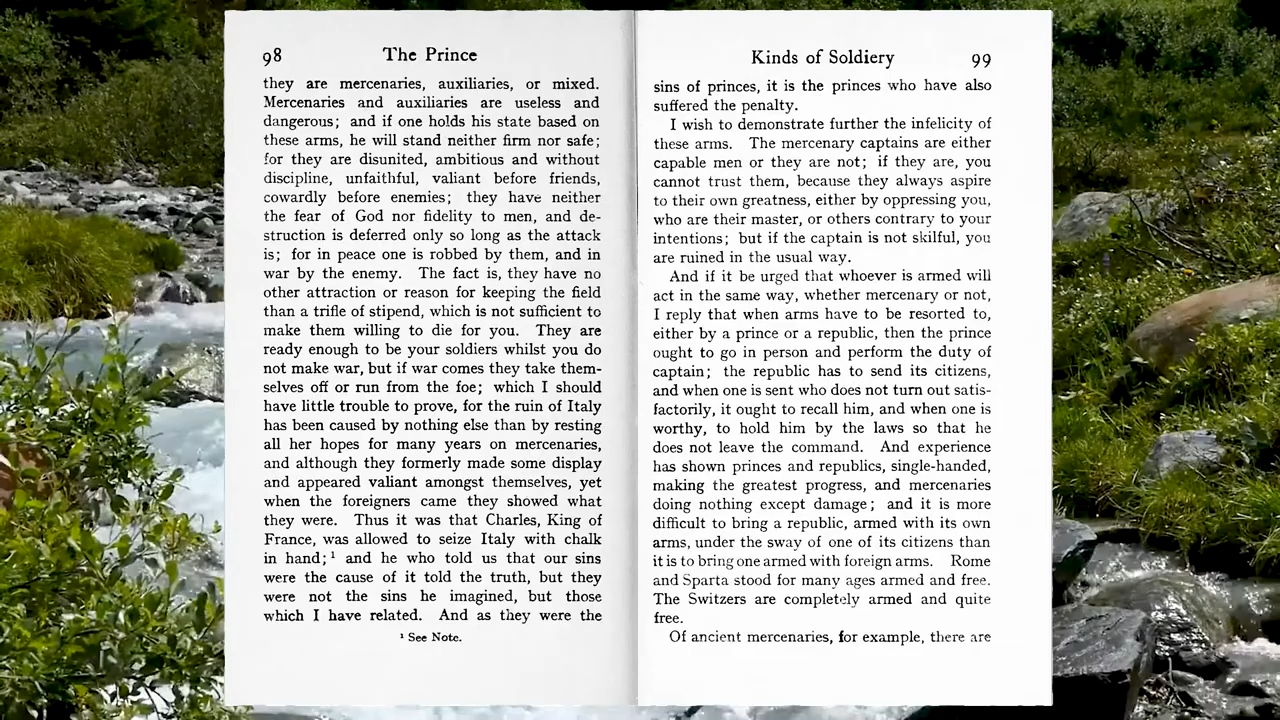 98
The Prince
they are mercenaries, auxiliaries, or mixed.
Mercenaries and auxiliaries are useless and
dangerous; and if one holds his state based on
these arms, he will stand neither firm nor safe;
for they are disunited, ambitious and without
discipline, unfaithful, valiant before friends,
cowardly before enemies; they have neither
the fear of God nor fidelity to men, and de-
struction is deferred only so long as the attack
is; for in peace one is robbed by them, and in
war by the enemy. The fact is, they have no
other attraction or reason for keeping the field
than a trifle of stipend, which is not sufficient to
make them willing to die for you. They are
ready enough to be your soldiers whilst you do
not make war, but if war comes they take them-
selves off or run from the foe; which I should
have little trouble to prove, for the ruin of Italy
has been caused by nothing else than by resting
all her hopes for many years on mercenaries,
and although they formerly made some display
and appeared valiant amongst themselves, yet
when the foreigners came they showed what
they were. Thus it was that Charles, King of
France, was allowed to seize Italy with chalk
in hand;¹ and he who told us that our sins
were the cause of it told the truth, but they
were not the sins he imagined, but those
which I have related. And as they were the
¹ See Note.
Kinds of Soldiery
99
sins of princes, it is the princes who have also
suffered the penalty.
I wish to demonstrate further the infelicity of
these arms. The mercenary captains are either
capable men or they are not; if they are, you
cannot trust them, because they always aspire
to their own greatness, either by oppressing you,
who are their master, or others contrary to your
intentions; but if the captain is not skilful, you
are ruined in the usual way.
And if it be urged that whoever is armed will
act in the same way, whether mercenary or not,
I reply that when arms have to be resorted to,
either by a prince or a republic, then the prince
ought to go in person and perform the duty of
captain; the republic has to send its citizens,
and when one is sent who does not turn out satis-
factorily, it ought to recall him, and when one is
worthy, to hold him by the laws so that he
does not leave the command. And experience
has shown princes and republics, single-handed,
making the greatest progress, and mercenaries
doing nothing except damage; and it is more
difficult to bring a republic, armed with its own
arms, under the sway of one of its citizens than
it is to bring one armed with foreign arms. Rome
and Sparta stood for many ages armed and free.
The Switzers are completely armed and quite
free.
Of ancient mercenaries, for example, there are